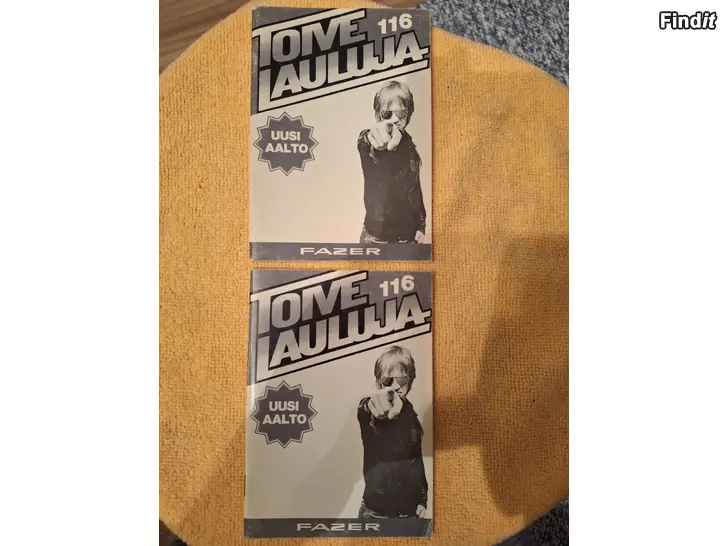 Findit
TOIVE 116
LAULUJA
UUSI
AALTO
FAZER
TOIVE 116
LAULUJA
UUSI
AALTO
FAZER